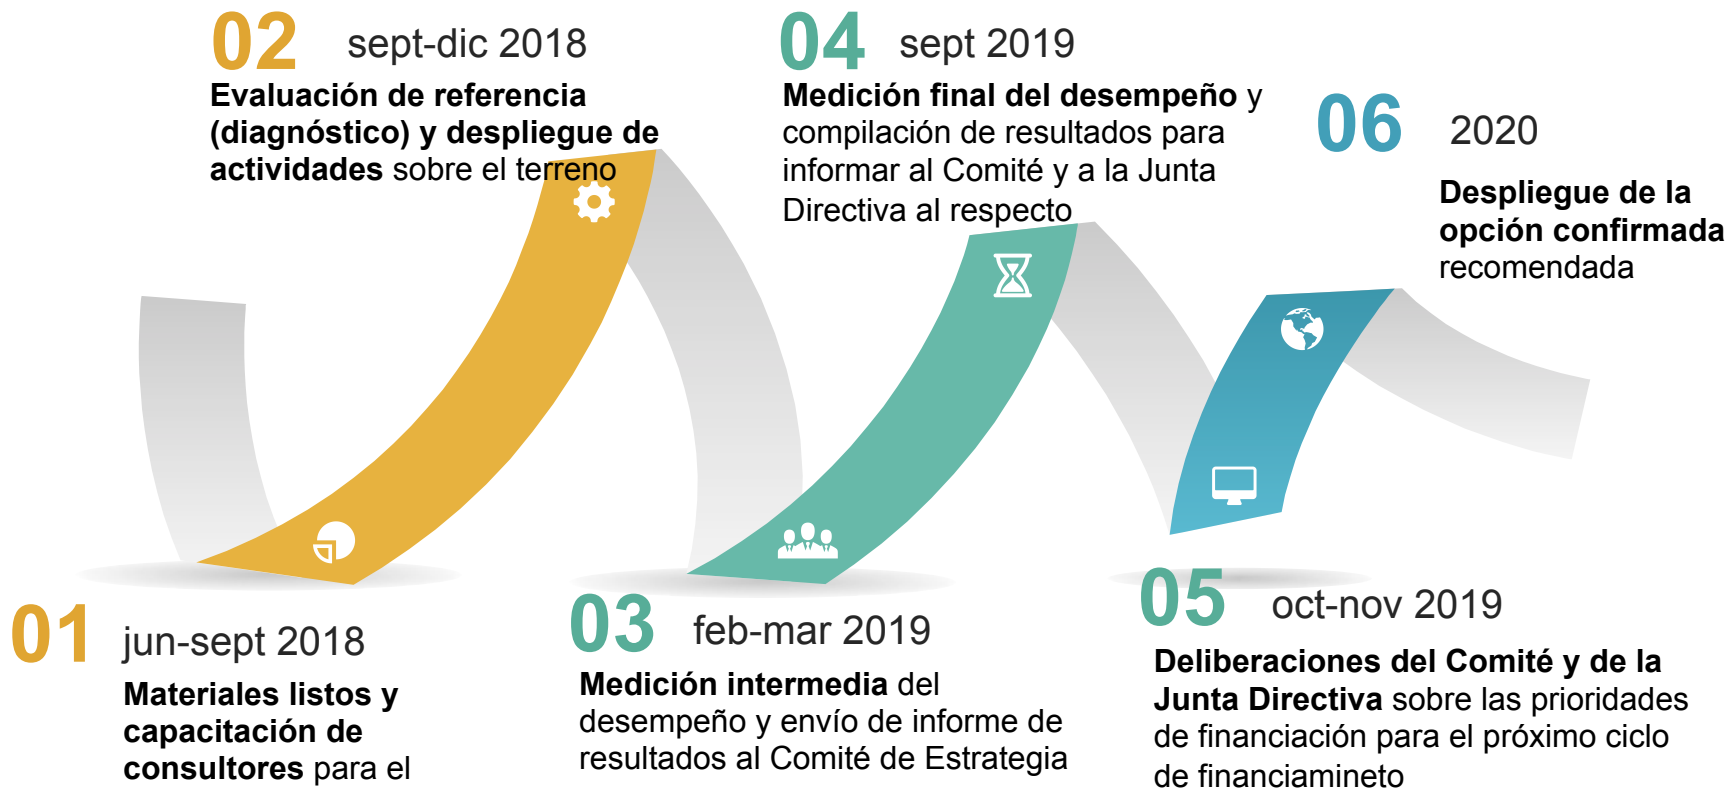 01 jun-sept 2018
Materiales listos y
capacitación de
consultores para el
02 sept-dic 2018
Evaluación de referencia
(diagnóstico) y despliegue de
actividades sobre el terreno
03 feb-mar 2019
Medición intermedia del
desempeño y envío de informe de
resultados al Comité de Estrategia
04 sept 2019
Medición final del desempeño y
compilación de resultados para
informar al Comité y a la Junta
Directiva al respecto
05 oct-nov 2019
Deliberaciones del Comité y de la
Junta Directiva sobre las prioridades
de financiación para el próximo ciclo
de financiamineto
06 2020
Despliegue de la
opción confirmada
recomendada